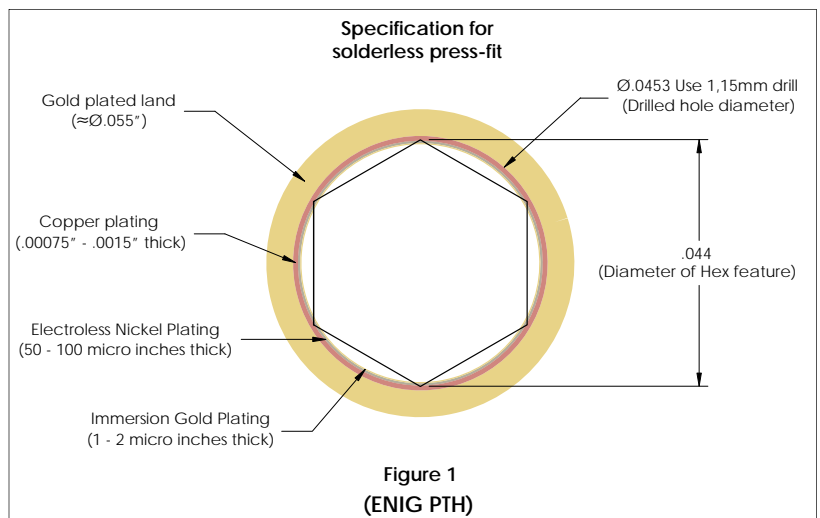 Specification for
solderless press-fit
Gold plated land
(≈Ø.055″)
Ø.0453 Use 1,15mm drill
(Drilled hole diameter)
Copper plating
(.00075″ - .0015″ thick)
.044
(Diameter of Hex feature)
Electroless Nickel Plating
(50 - 100 micro inches thick)
Immersion Gold Plating
(1 - 2 micro inches thick)
Figure 1
(ENIG PTH)